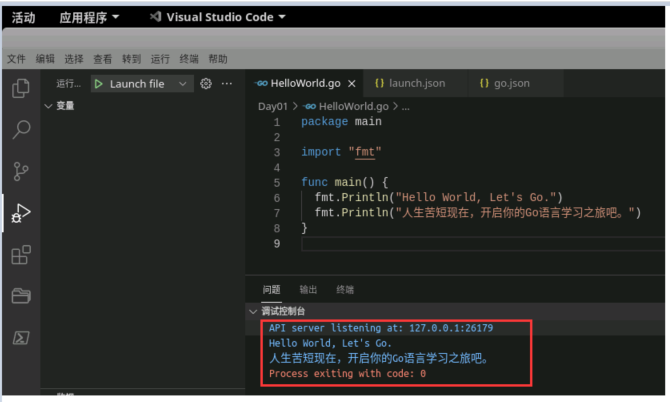 活动 应用程序 Visual Studio Code
文件 编辑 选择 查看 转到 运行 终端 帮助
运行... Launch file ...
HelloWorld.go launch.json go.json
变量
Day01 > HelloWorld.go > ...
1 package main
2
3 import "fmt"
4
5 func main() {
6 fmt.Println("Hello World, Let's Go.")
7 fmt.Println("人生苦短现在，开启你的Go语言学习之旅吧。")
8 }
9
问题 输出 终端
调试控制台
API server listening at: 127.0.0.1:26179
Hello World, Let's Go.
人生苦短现在，开启你的Go语言学习之旅吧。
Process exiting with code: 0